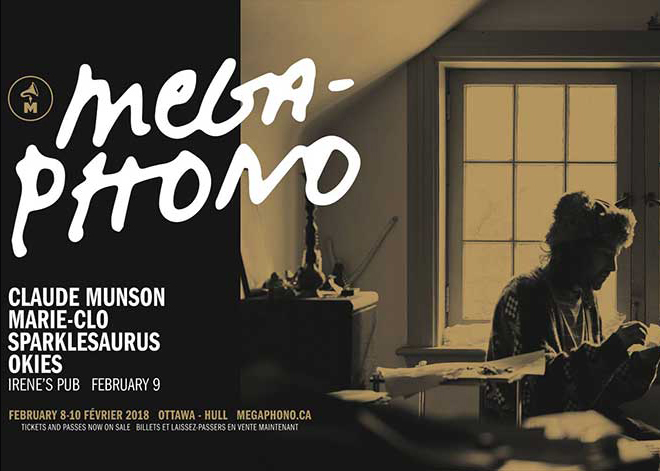 M
MEGA-
PHONO
CLAUDE MUNSON
MARIE-CLO
SPARKLESAURUS
OKIES
IRENE'S PUB FEBRUARY 9
FEBRUARY 8-10 FÉVRIER 2018 OTTAWA - HULL MEGAPHONO.CA
TICKETS AND PASSES NOW ON SALE BILLETS ET LAISSEZ-PASSERS EN VENTE MAINTENANT